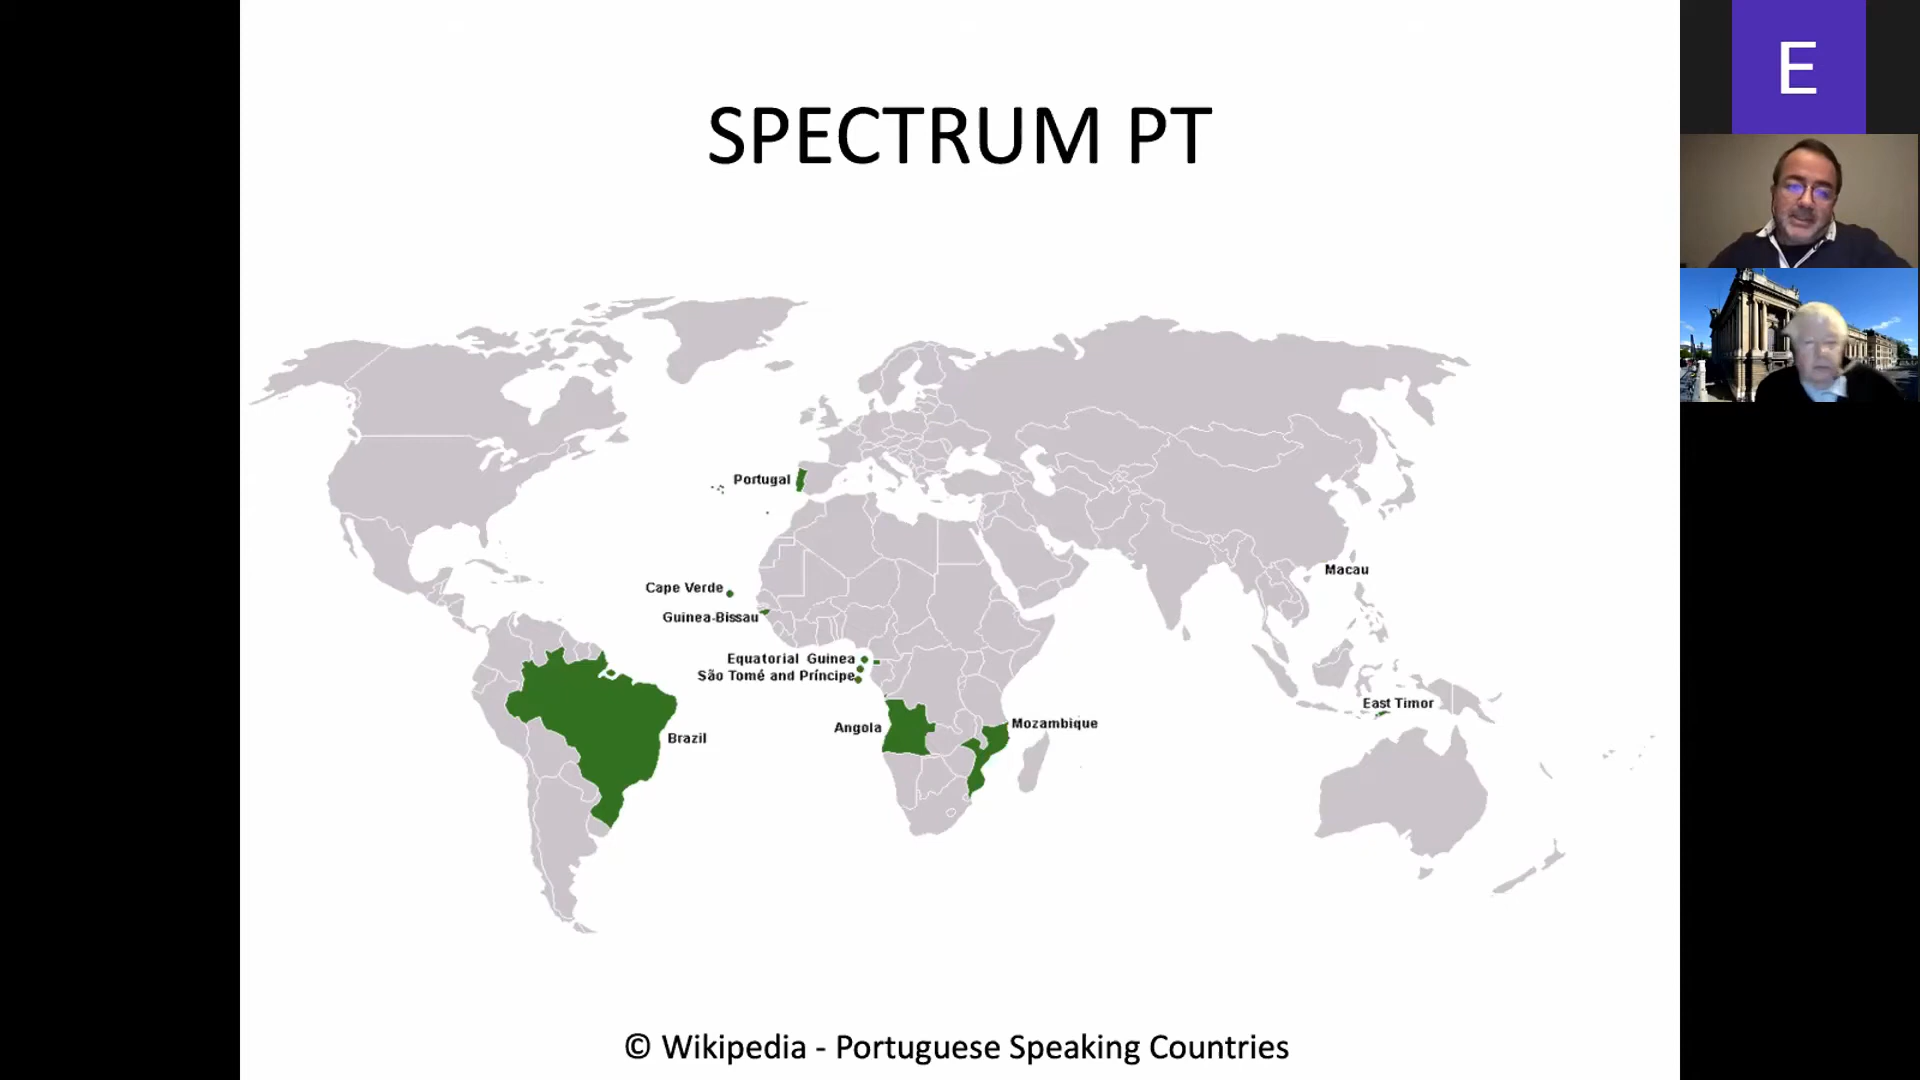 SPECTRUM PT
E
Portugal
Macau
Cape Verde
Guinea-Bissau
Equatorial Guinea
São Tomé and Príncipe
East Timor
Angola
Mozambique
Brazil
© Wikipedia - Portuguese Speaking Countries